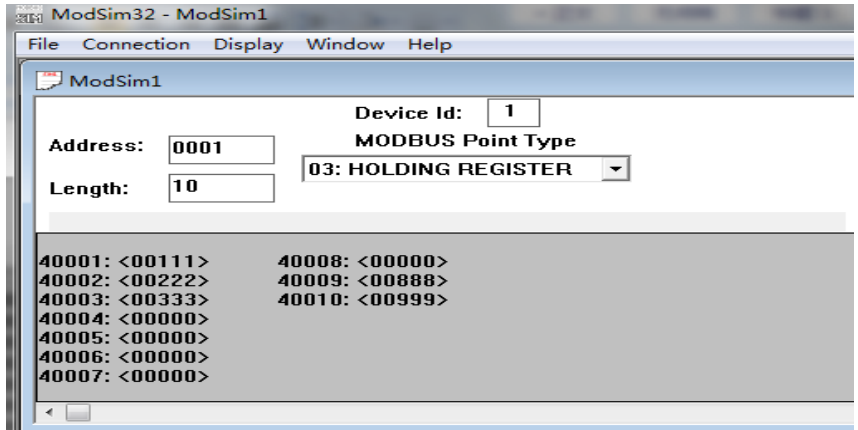 ModSim32 - ModSim1
File Connection Display Window Help
ModSim1
Device Id: 1
Address: 0001
MODBUS Point Type
03: HOLDING REGISTER
Length: 10
40001: <00111> 40008: <00000>
40002: <00222> 40009: <00888>
40003: <00333> 40010: <00999>
40004: <00000>
40005: <00000>
40006: <00000>
40007: <00000>